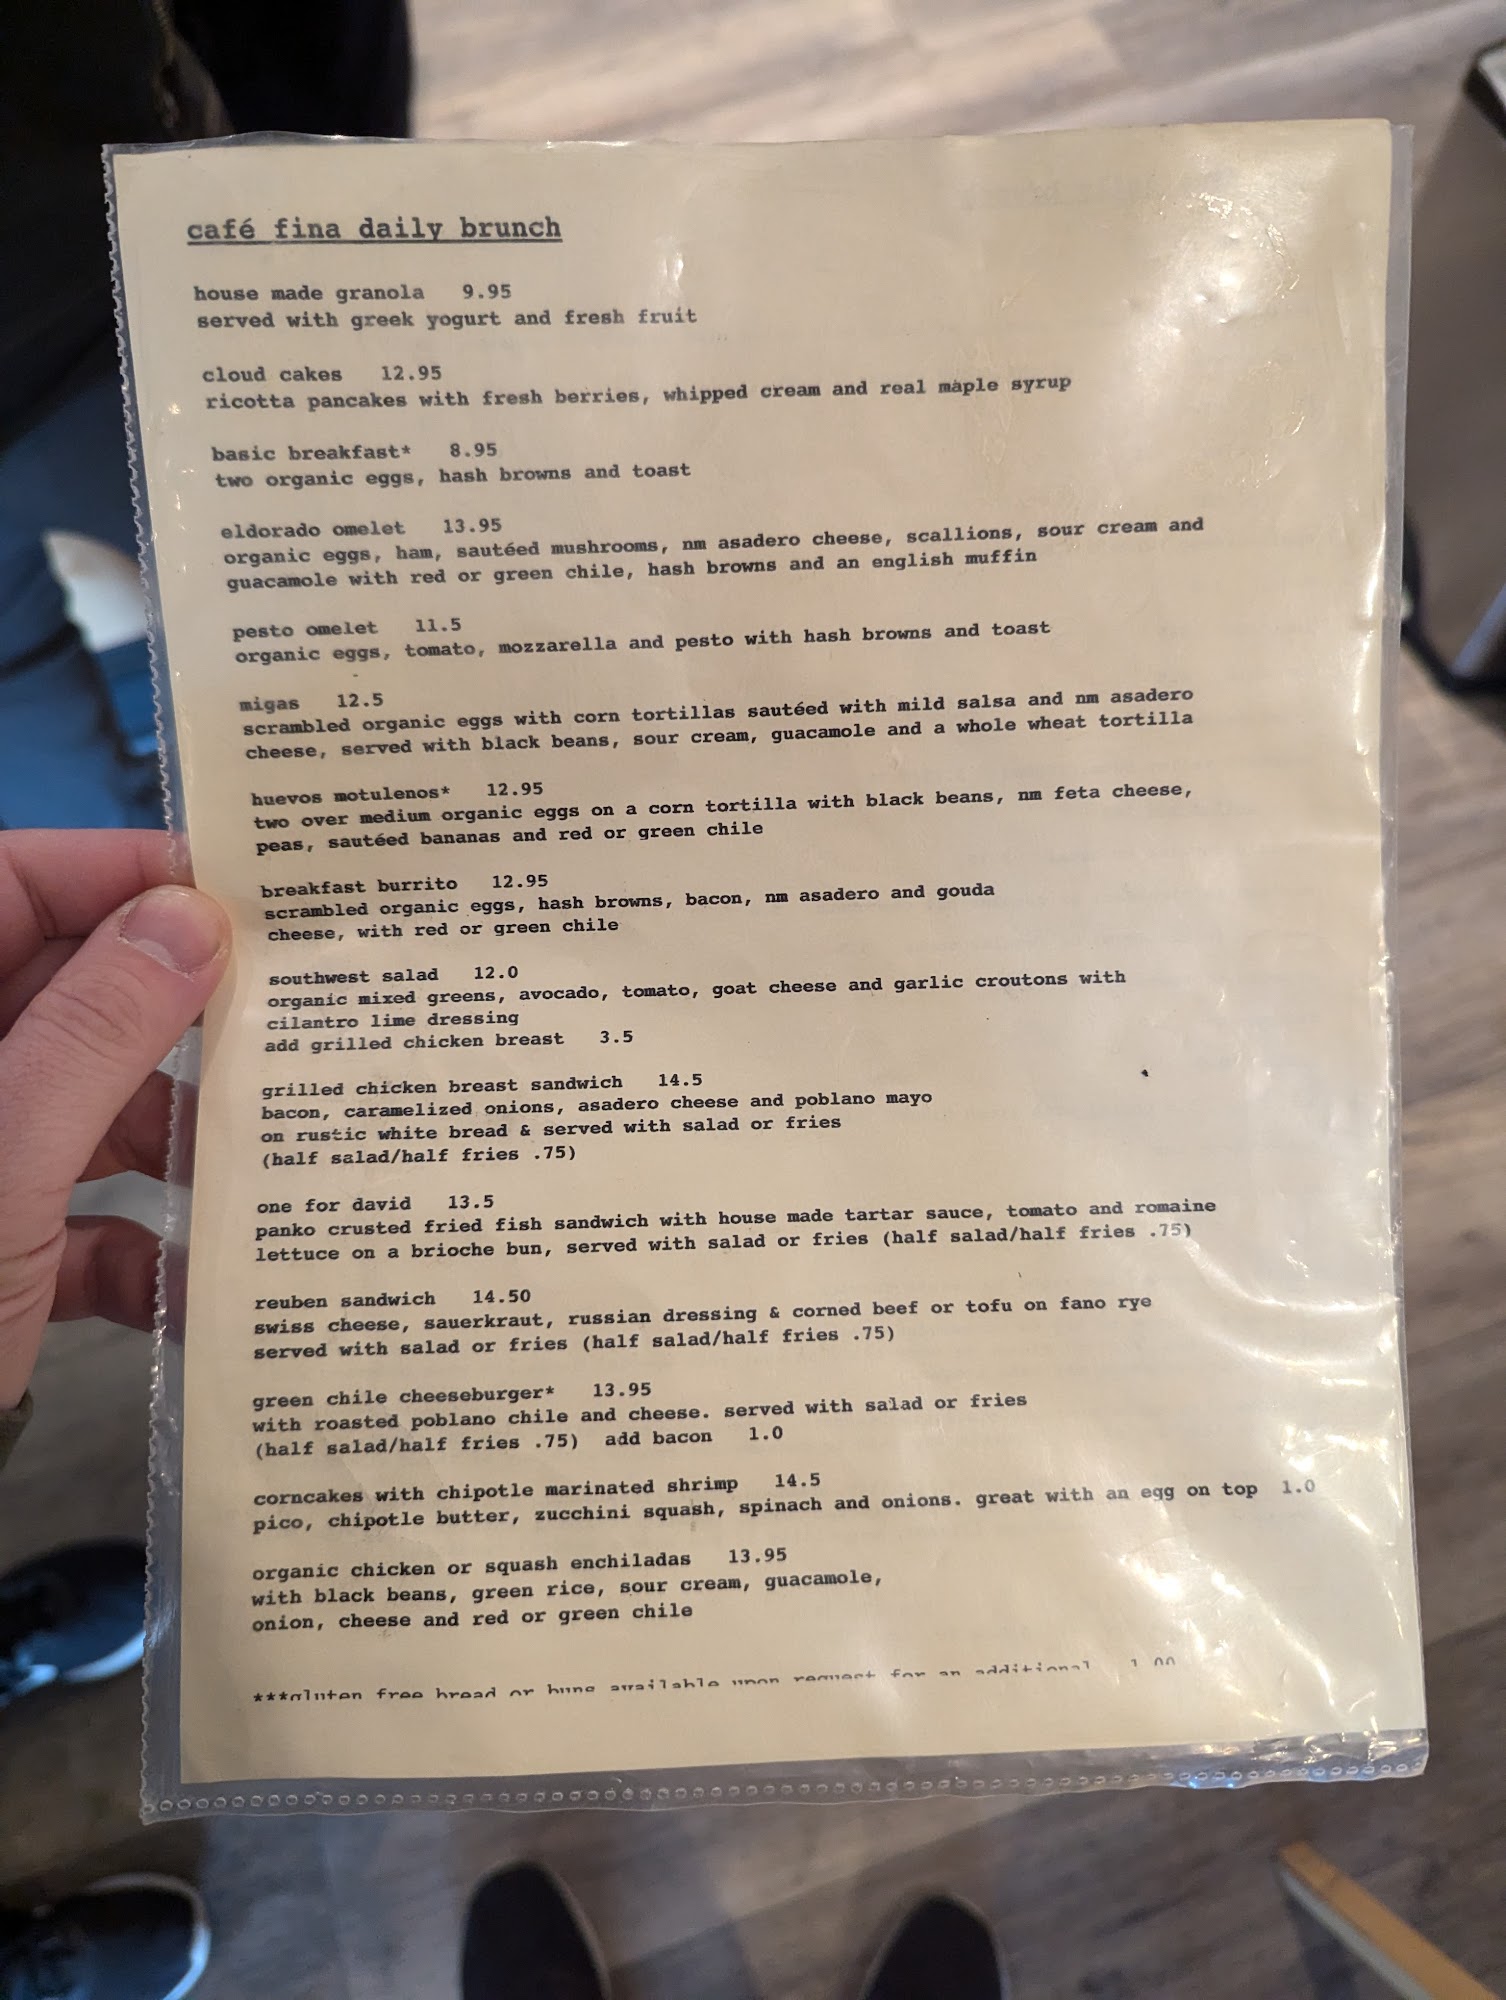 café fina daily brunch
house made granola 9.95
served with greek yogurt and fresh fruit
cloud cakes 12.95
ricotta pancakes with fresh berries, whipped cream and real maple syrup
basic breakfast* 8.95
two organic eggs, hash browns and toast
eldorado omelet 13.95
organic eggs, ham, sautéed mushrooms, nm asadero cheese, scallions, sour cream and
guacamole with red or green chile, hash browns and an english muffin
pesto omelet 11.5
organic eggs, tomato, mozzarella and pesto with hash browns and toast
migas 12.5
scrambled organic eggs with corn tortillas sautéed with mild salsa and nm asadero
cheese, served with black beans, sour cream, guacamole and a whole wheat tortilla
huevos motulenos* 12.95
two over medium organic eggs on a corn tortilla with black beans, nm feta cheese,
peas, sautéed bananas and red or green chile
breakfast burrito 12.95
scrambled organic eggs, hash browns, bacon, nm asadero and gouda
cheese, with red or green chile
southwest salad 12.0
organic mixed greens, avocado, tomato, goat cheese and garlic croutons with
cilantro lime dressing
add grilled chicken breast 3.5
grilled chicken breast sandwich 14.5
bacon, caramelized onions, asadero cheese and poblano mayo
on rustic white bread & served with salad or fries
(half salad/half fries .75)
one for david 13.5
panko crusted fried fish sandwich with house made tartar sauce, tomato and romaine
lettuce on a brioche bun, served with salad or fries (half salad/half fries .75)
reuben sandwich 14.50
swiss cheese, sauerkraut, russian dressing & corned beef or tofu on fano rye
served with salad or fries (half salad/half fries .75)
green chile cheeseburger* 13.95
with roasted poblano chile and cheese. served with salad or fries
(half salad/half fries .75) add bacon 1.0
corncakes with chipotle marinated shrimp 14.5
pico, chipotle butter, zucchini squash, spinach and onions. great with an egg on top 1.0
organic chicken or squash enchiladas 13.95
with black beans, green rice, sour cream, guacamole,
onion, cheese and red or green chile
***gluten free bread or buns available upon request for an additional 1.00